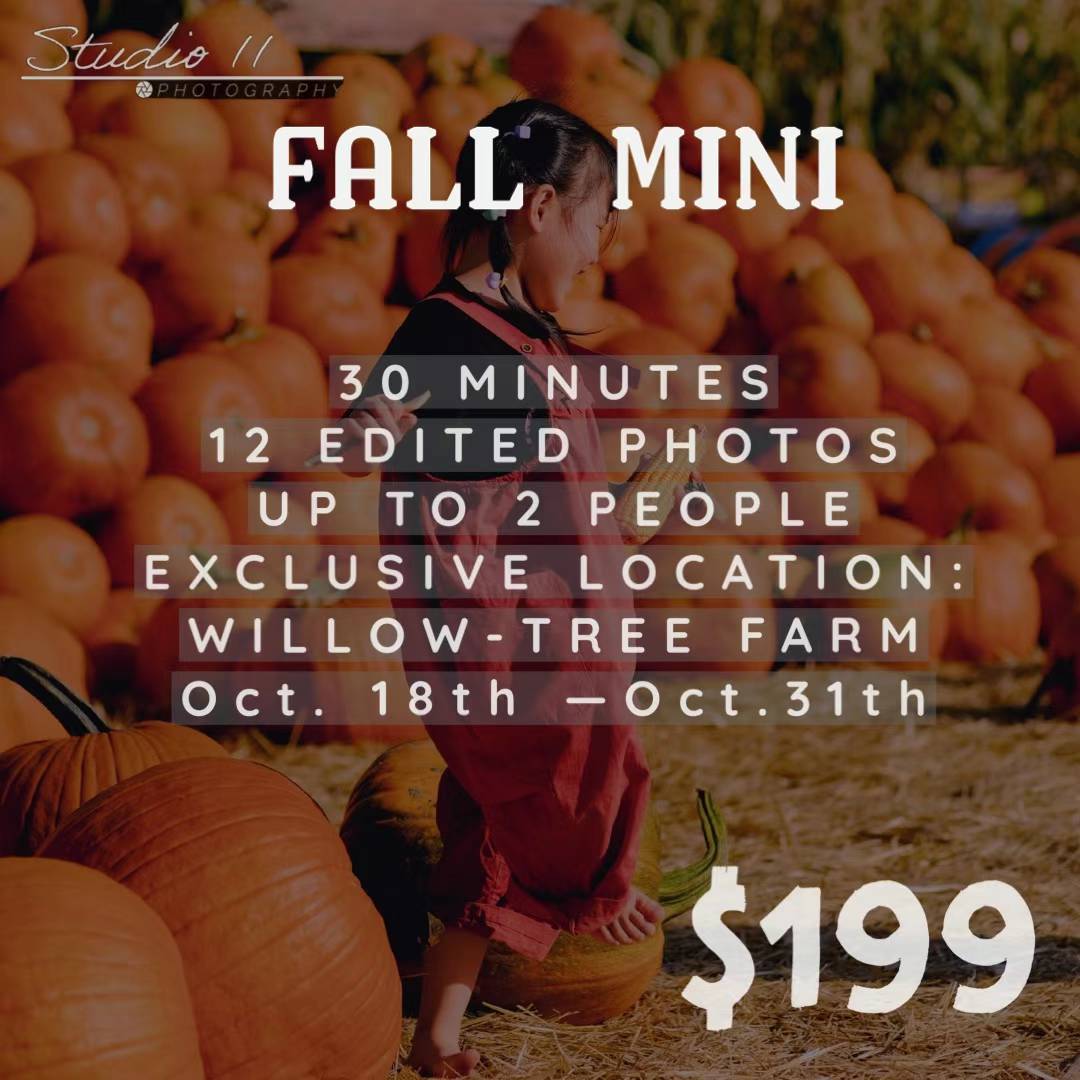 Studio 11
PHOTOGRAPHY
FALL MINI
30 MINUTES
12 EDITED PHOTOS
UP TO 2 PEOPLE
EXCLUSIVE LOCATION:
WILLOW-TREE FARM
Oct. 18th —Oct.31th
$199